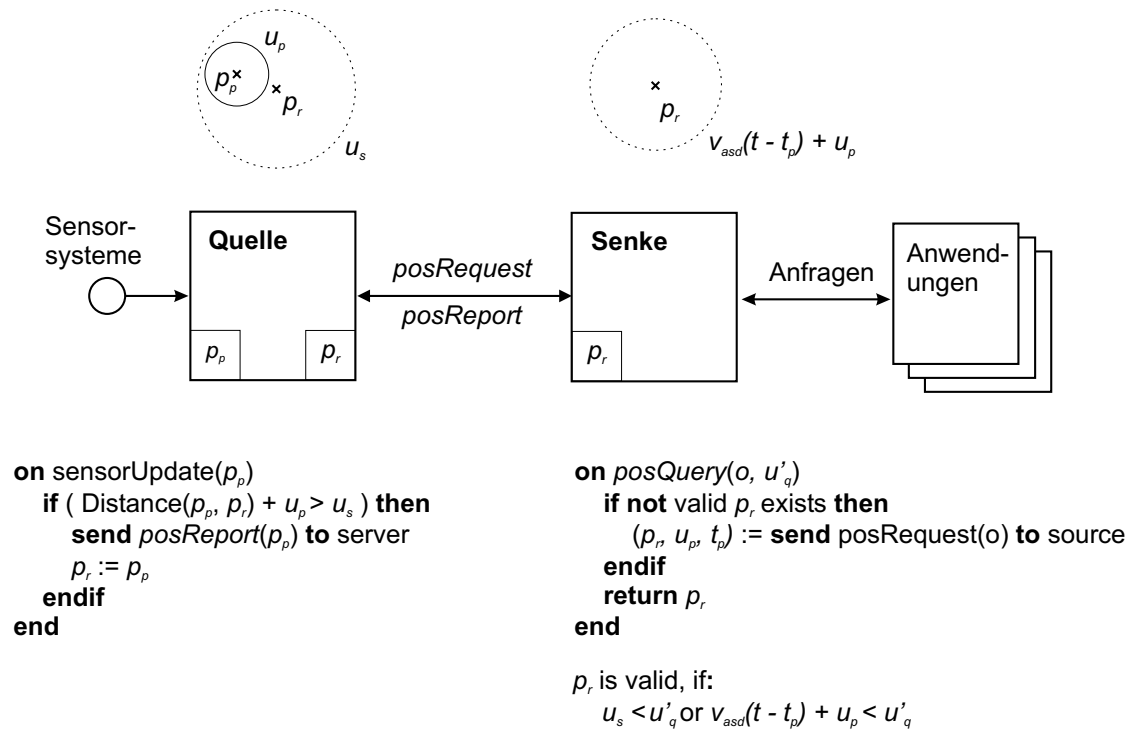 u_p
p_p
p_r
u_s
p_r
v_asd(t - t_p) + u_p
Sensor-
systeme
Quelle
p_p
p_r
posRequest
posReport
Senke
p_r
Anfragen
Anwend-
ungen
on sensorUpdate(p_p)
if ( Distance(p_p, p_r) + u_p > u_s ) then
send posReport(p_p) to server
p_r := p_p
endif
end
on posQuery(o, u'_q)
if not valid p_r exists then
(p_r, u_p, t_p) := send posRequest(o) to source
endif
return p_r
end
p_r is valid, if:
u_s < u'_q or v_asd(t - t_p) + u_p < u'_q